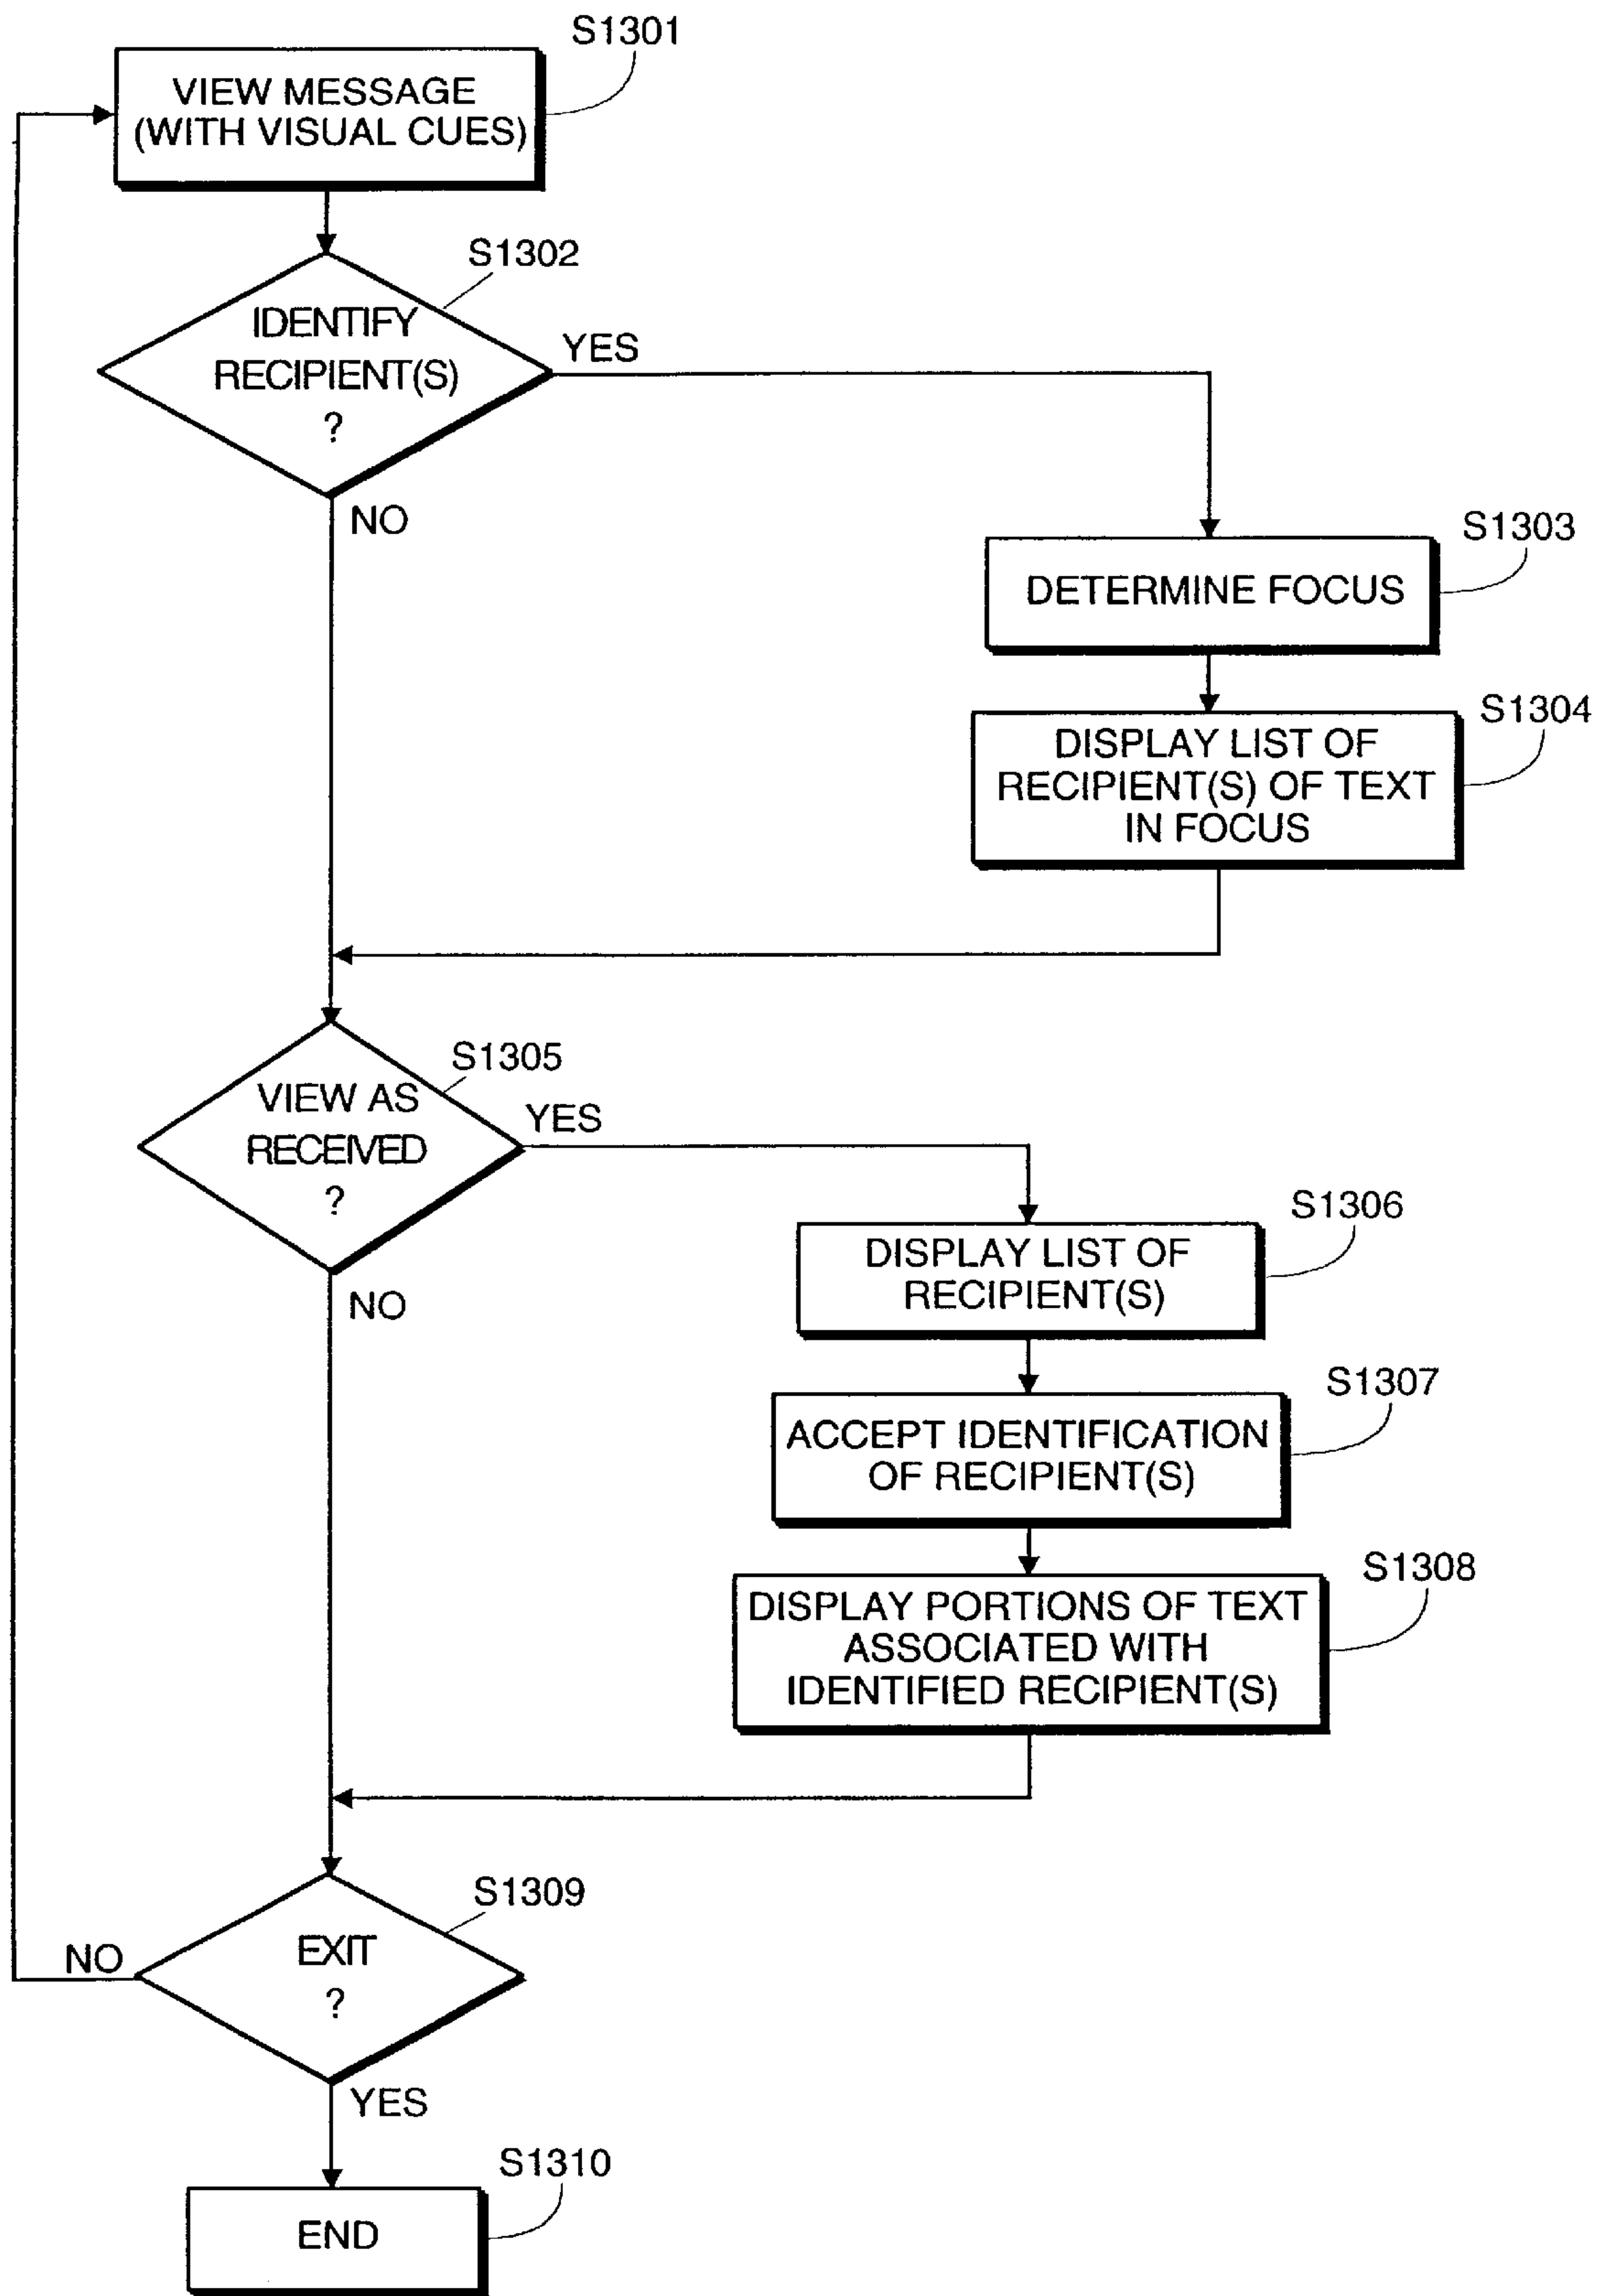 S1301
VIEW MESSAGE
(WITH VISUAL CUES)
S1302
IDENTIFY
RECIPIENT(S)
?
YES
NO
S1303
DETERMINE FOCUS
S1304
DISPLAY LIST OF
RECIPIENT(S) OF TEXT
IN FOCUS
S1305
VIEW AS
RECEIVED
?
YES
NO
S1306
DISPLAY LIST OF
RECIPIENT(S)
S1307
ACCEPT IDENTIFICATION
OF RECIPIENT(S)
S1308
DISPLAY PORTIONS OF TEXT
ASSOCIATED WITH
IDENTIFIED RECIPIENT(S)
S1309
EXIT
?
NO
YES
S1310
END